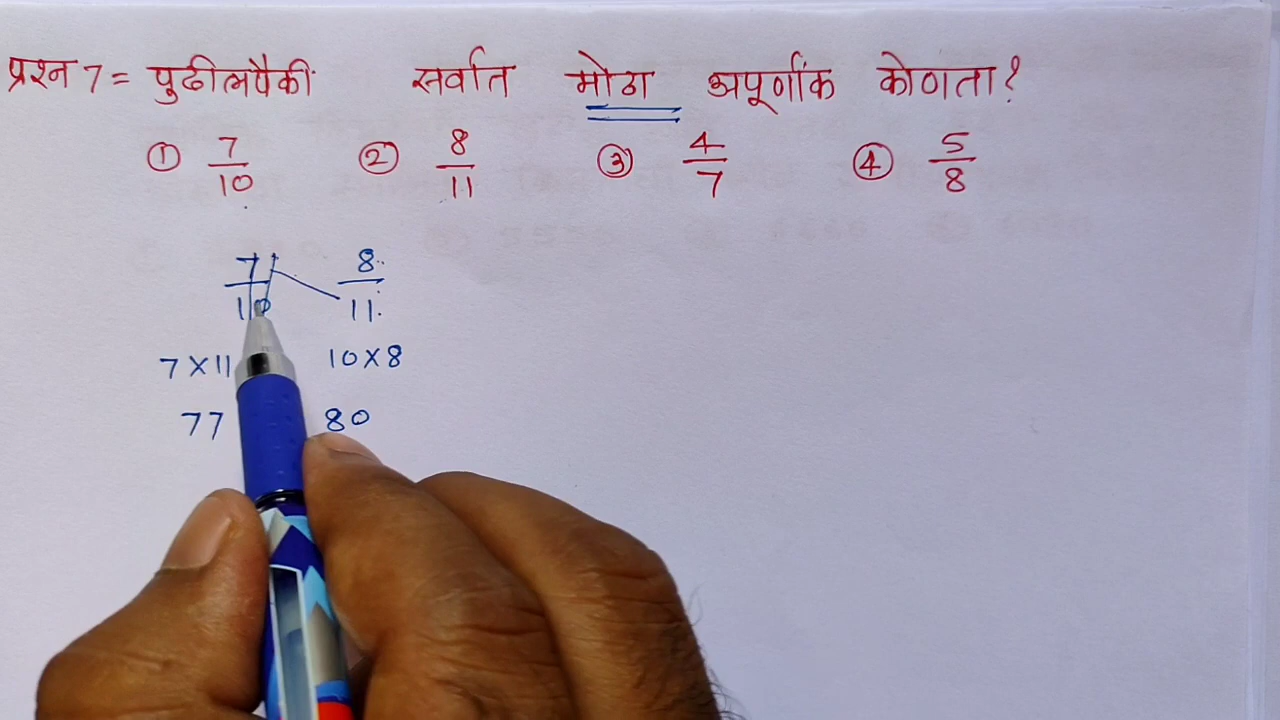 प्रश्न 7 = पुढीलपैकी सर्वात मोठा अपूर्णांक कोणता?
① 7/10 ② 8/11 ③ 4/7 ④ 5/8
7/10 8/11
7 × 11 10 × 8
77 80